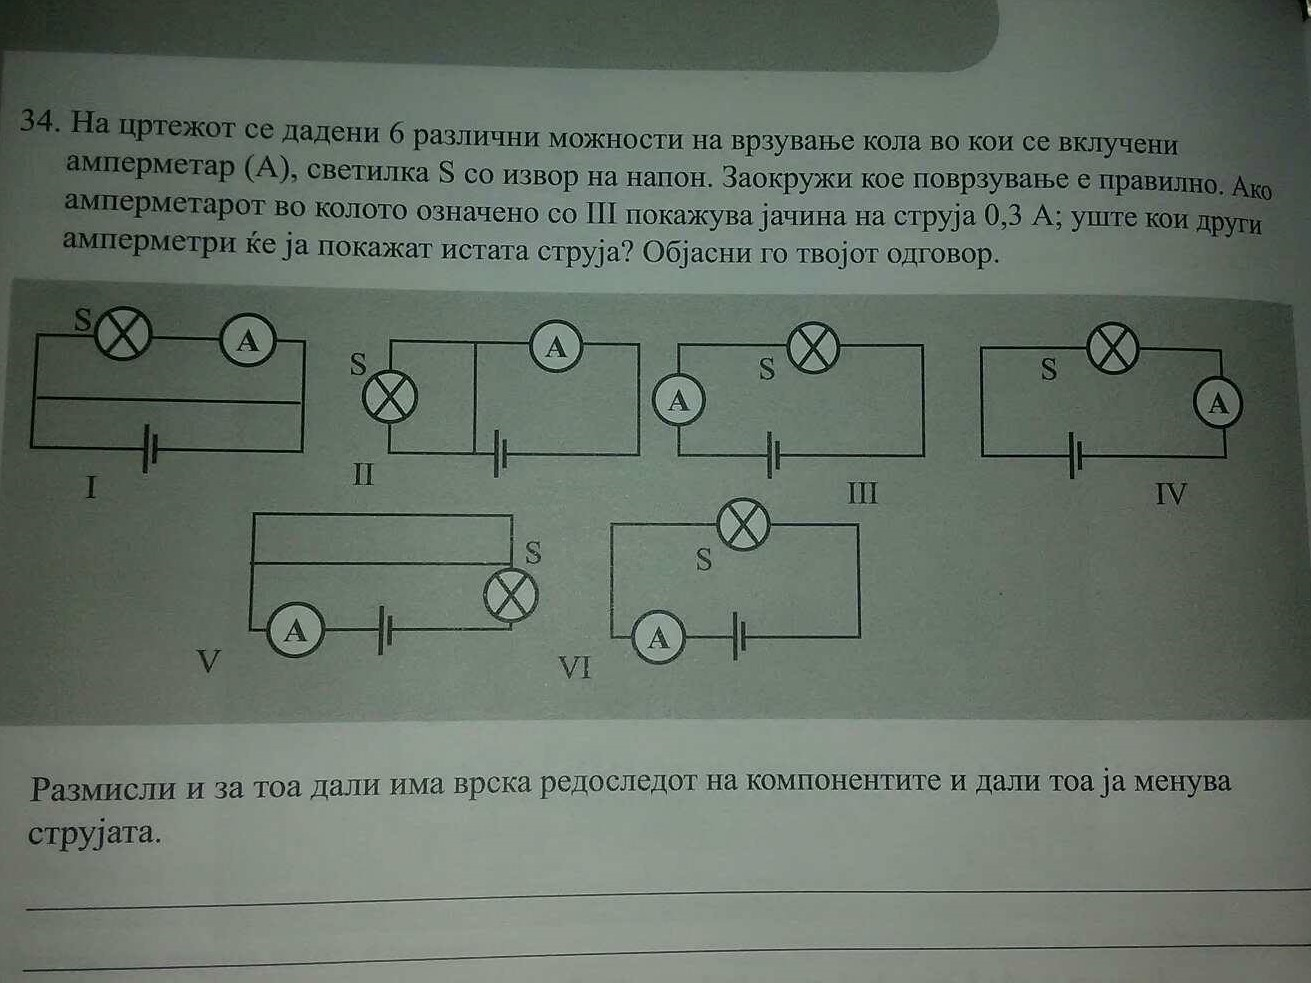 34. На цртежот се дадени 6 различни можности на врзување кола во кои се вклучени
амперметар (А), светилка S со извор на напон. Заокружи кое поврзување е правилно. Ако
амперметарот во колото означено со III покажува јачина на струја 0,3 А; уште кои други
амперметри ќе ја покажат истата струја? Објасни го твојот одговор.
S A
S A
S A
S A
I II III IV
S A
S A
V VI
Размисли и за тоа дали има врска редоследот на компонентите и дали тоа ја менува
струјата.